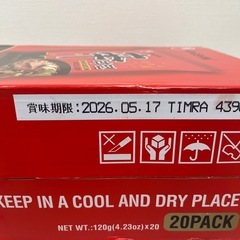 賞味期限:2026.05.17 TIMRA 439
KEEP IN A COOL AND DRY PLACE
NET WT.:120g(4.23oz)x20
20PACK